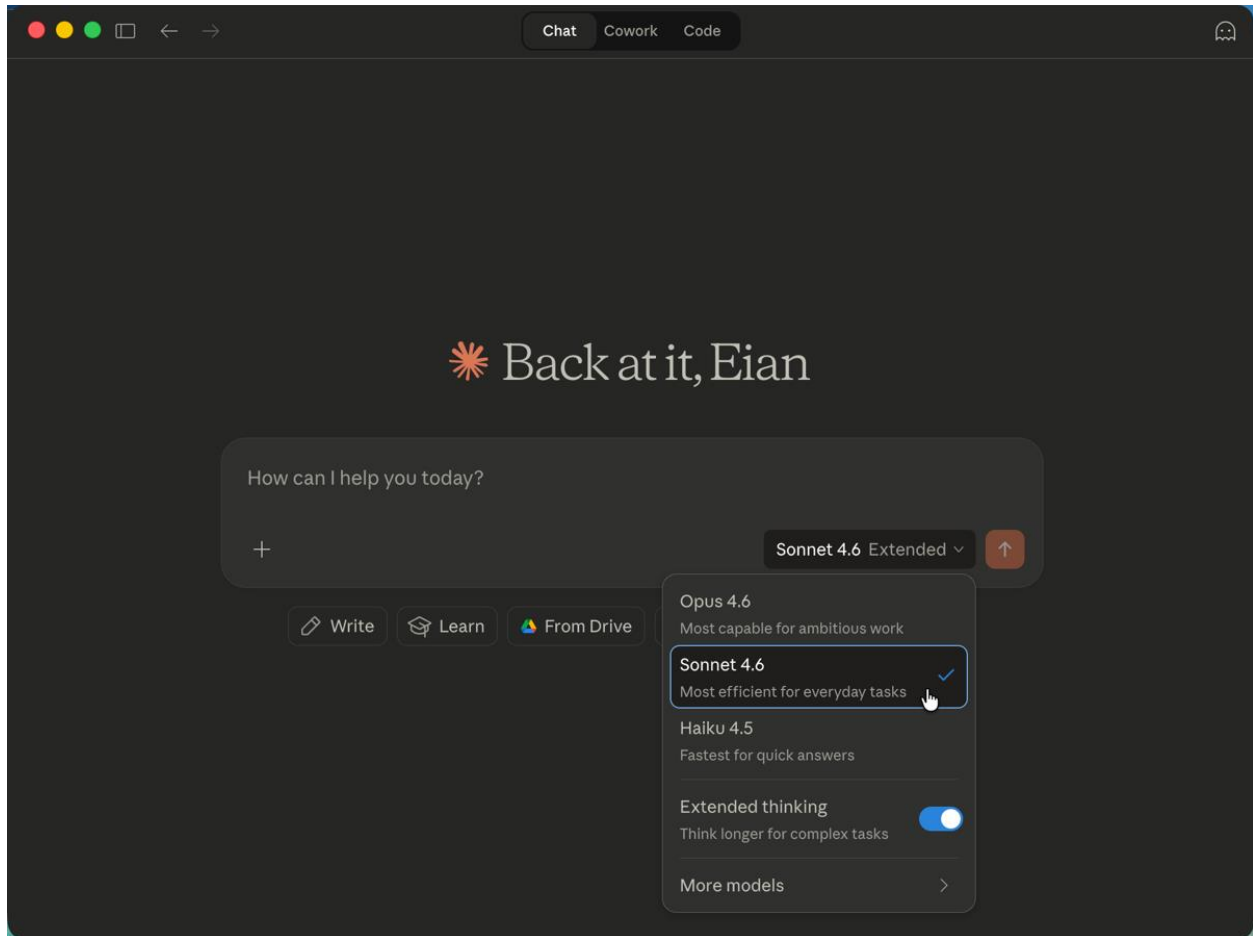 Chat Cowork Code
Back at it, Eian
How can I help you today?
Sonnet 4.6 Extended
Write Learn From Drive
Opus 4.6
Most capable for ambitious work
Sonnet 4.6
Most efficient for everyday tasks
Haiku 4.5
Fastest for quick answers
Extended thinking
Think longer for complex tasks
More models